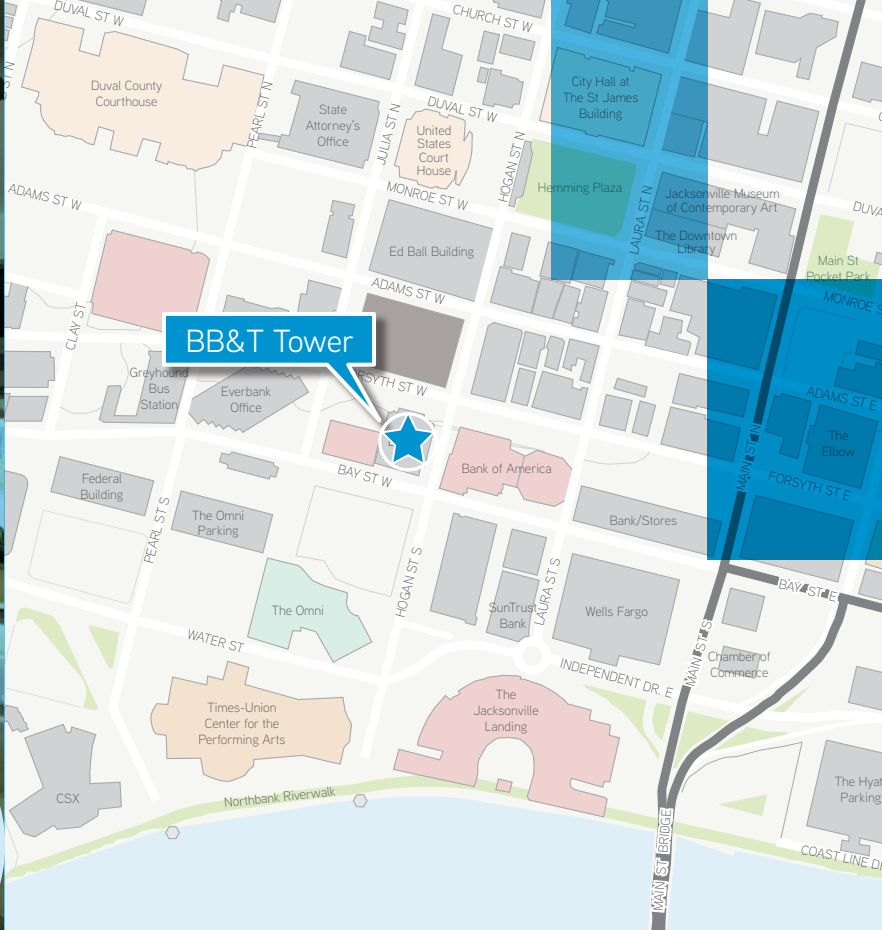 DUVAL ST W
CHURCH ST W
Duval County
Courthouse
PEARL ST N
State
Attorney's
Office
JULIA ST N
DUVAL ST W
United
States
Court
House
City Hall at
The St James
Building
HOGAN ST N
Hemming Plaza
LAURA ST N
Jacksonville Museum
of Contemporary Art
The Downtown
Library
ADAMS ST W
MONROE ST W
Ed Ball Building
Main St
Pocket Park
ADAMS ST W
CLAY ST
BB&T Tower
Greyhound
Bus
Station
Everbank
Office
ADAMS ST E
The
Elbow
MAIN ST N
FORSYTH ST E
Bank of America
BAY ST W
Federal
Building
PEARL ST S
The Omni
Parking
Bank/Stores
HOGAN ST S
LAURA ST S
BAY ST E
The Omni
SunTrust
Bank
Wells Fargo
WATER ST
MAIN ST S
Chamber of
Commerce
INDEPENDENT DR. E
Times-Union
Center for the
Performing Arts
The
Jacksonville
Landing
CSX
Northbank Riverwalk
The Hyat
Parking
MAIN ST BRIDGE
COAST LINE D